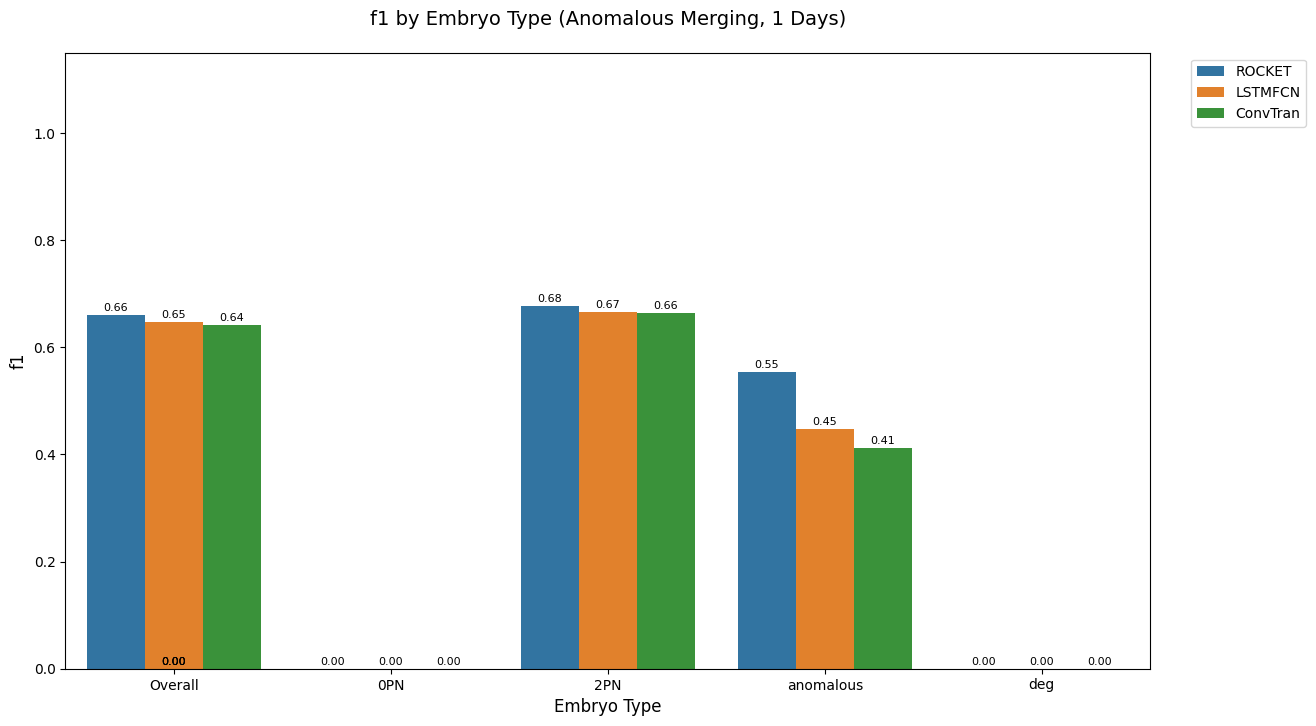 f1 by Embryo Type (Anomalous Merging, 1 Days)
ROCKET
LSTMFCN
ConvTran
f1
1.0
0.8
0.6
0.4
0.2
0.0
0.66
0.65
0.64
0.00
0.00
0.00
0.00
0.68
0.67
0.66
0.55
0.45
0.41
0.00
0.00
0.00
Overall
0PN
2PN
anomalous
deg
Embryo Type